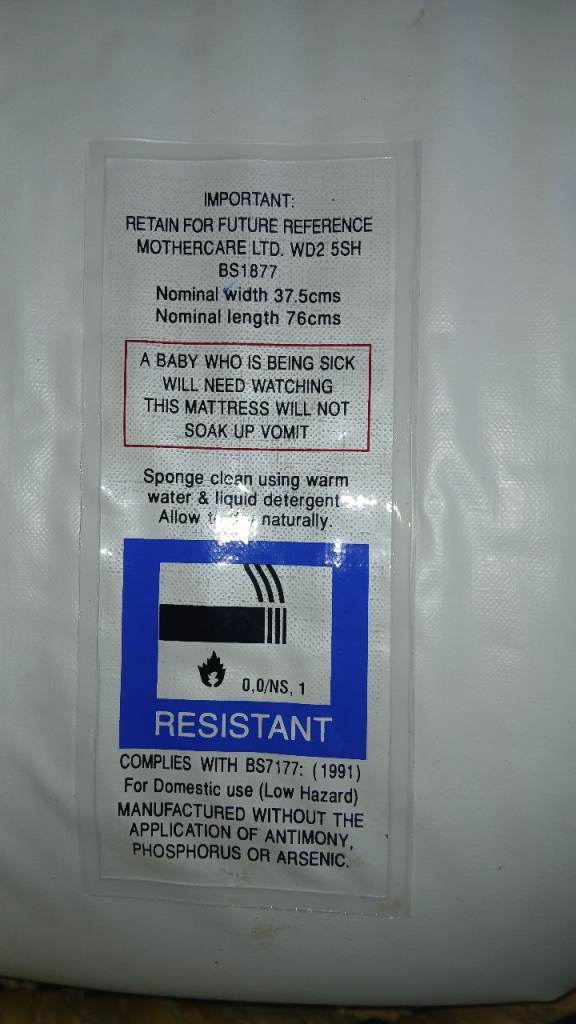 IMPORTANT:
RETAIN FOR FUTURE REFERENCE
MOTHERCARE LTD. WD2 5SH
BS1877
Nominal width 37.5cms
Nominal length 76cms
A BABY WHO IS BEING SICK
WILL NEED WATCHING
THIS MATTRESS WILL NOT
SOAK UP VOMIT
Sponge clean using warm
water & liquid detergent
Allow naturally.
0,0/NS, 1
RESISTANT
COMPLIES WITH BS7177: (1991)
For Domestic use (Low Hazard)
MANUFACTURED WITHOUT THE
APPLICATION OF ANTIMONY,
PHOSPHORUS OR ARSENIC.